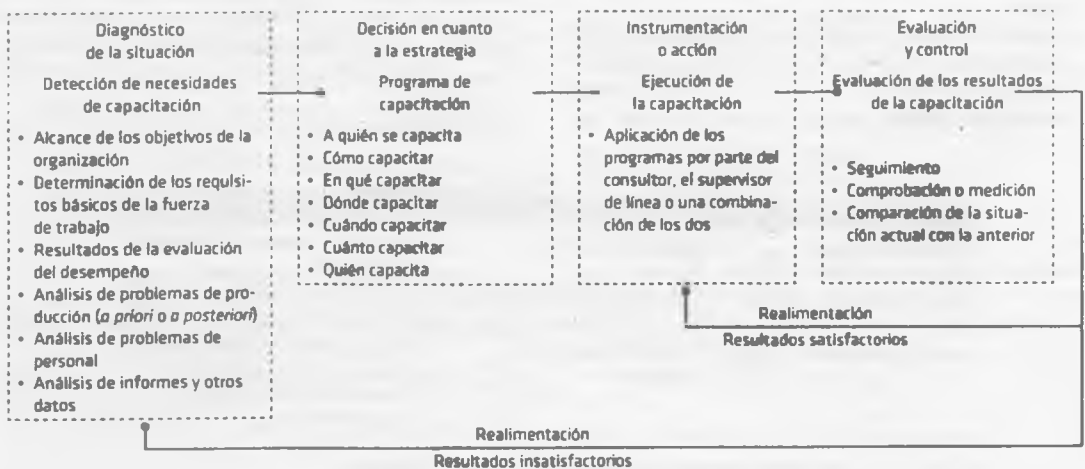 Diagnóstico
de la situación
Detección de necesidades
de capacitación
• Alcance de los objetivos de la
organización
• Determinación de los requisi-
tos básicos de la fuerza
de trabajo
• Resultados de la evaluación
del desempeño
• Análisis de problemas de pro-
ducción (a priori o a posteriori)
• Análisis de problemas de
personal
• Análisis de informes y otros
datos
Decisión en cuanto
a la estrategia
Programa de
capacitación
• A quién se capacita
• Cómo capacitar
• En qué capacitar
• Dónde capacitar
• Cuándo capacitar
• Cuánto capacitar
• Quién capacita
Instrumentación
o acción
Ejecución de
la capacitación
• Aplicación de los
programas por parte del
consultor, el supervisor
de línea o una combina-
ción de los dos
Evaluación
y control
Evaluación de los resultados
de la capacitación
• Seguimiento
• Comprobación o medición
• Comparación de la situa-
ción actual con la anterior
Realimentación
Resultados satisfactorios
Realimentación
Resultados insatisfactorios